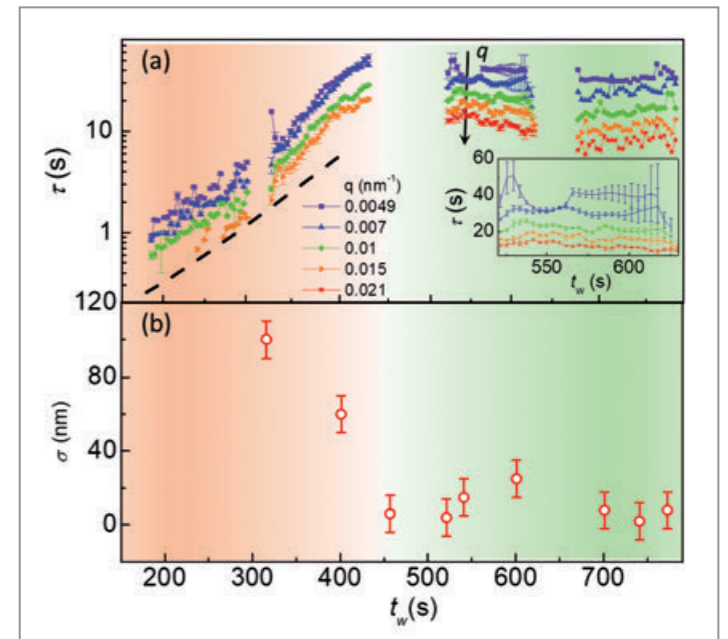 (a)
q
τ (s)
10
1
q (nm⁻¹)
0.0049
0.007
0.01
0.015
0.021
60
40
20
τ (s)
550 600
t_w (s)
120
(b)
80
40
0
σ (nm)
200 300 400 500 600 700
t_w(s)